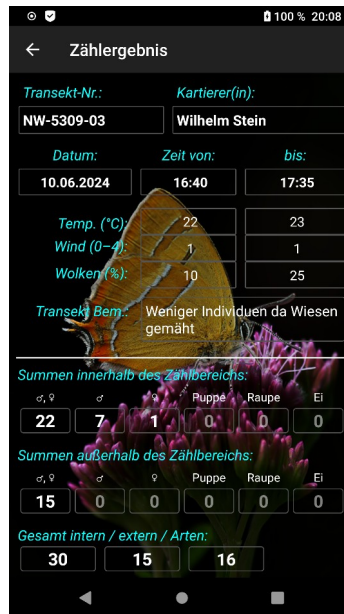 100 % 20:08
Zählergebnis
Transekt-Nr.: Kartierer(in):
NW-5309-03 Wilhelm Stein
Datum: Zeit von: bis:
10.06.2024 16:40 17:35
Temp. (°C): 22 23
Wind (0–4): 1 1
Wolken (%): 10 25
Transekt Bem.: Weniger Individuen da Wiesen
gemäht
Summen innerhalb des Zählbereichs:
♂, ♀ ♂ ♀ Puppe Raupe Ei
22 7 1 0 0 0
Summen außerhalb des Zählbereichs:
♂, ♀ ♂ ♀ Puppe Raupe Ei
15 0 0 0 0 0
Gesamt intern / extern / Arten:
30 15 16